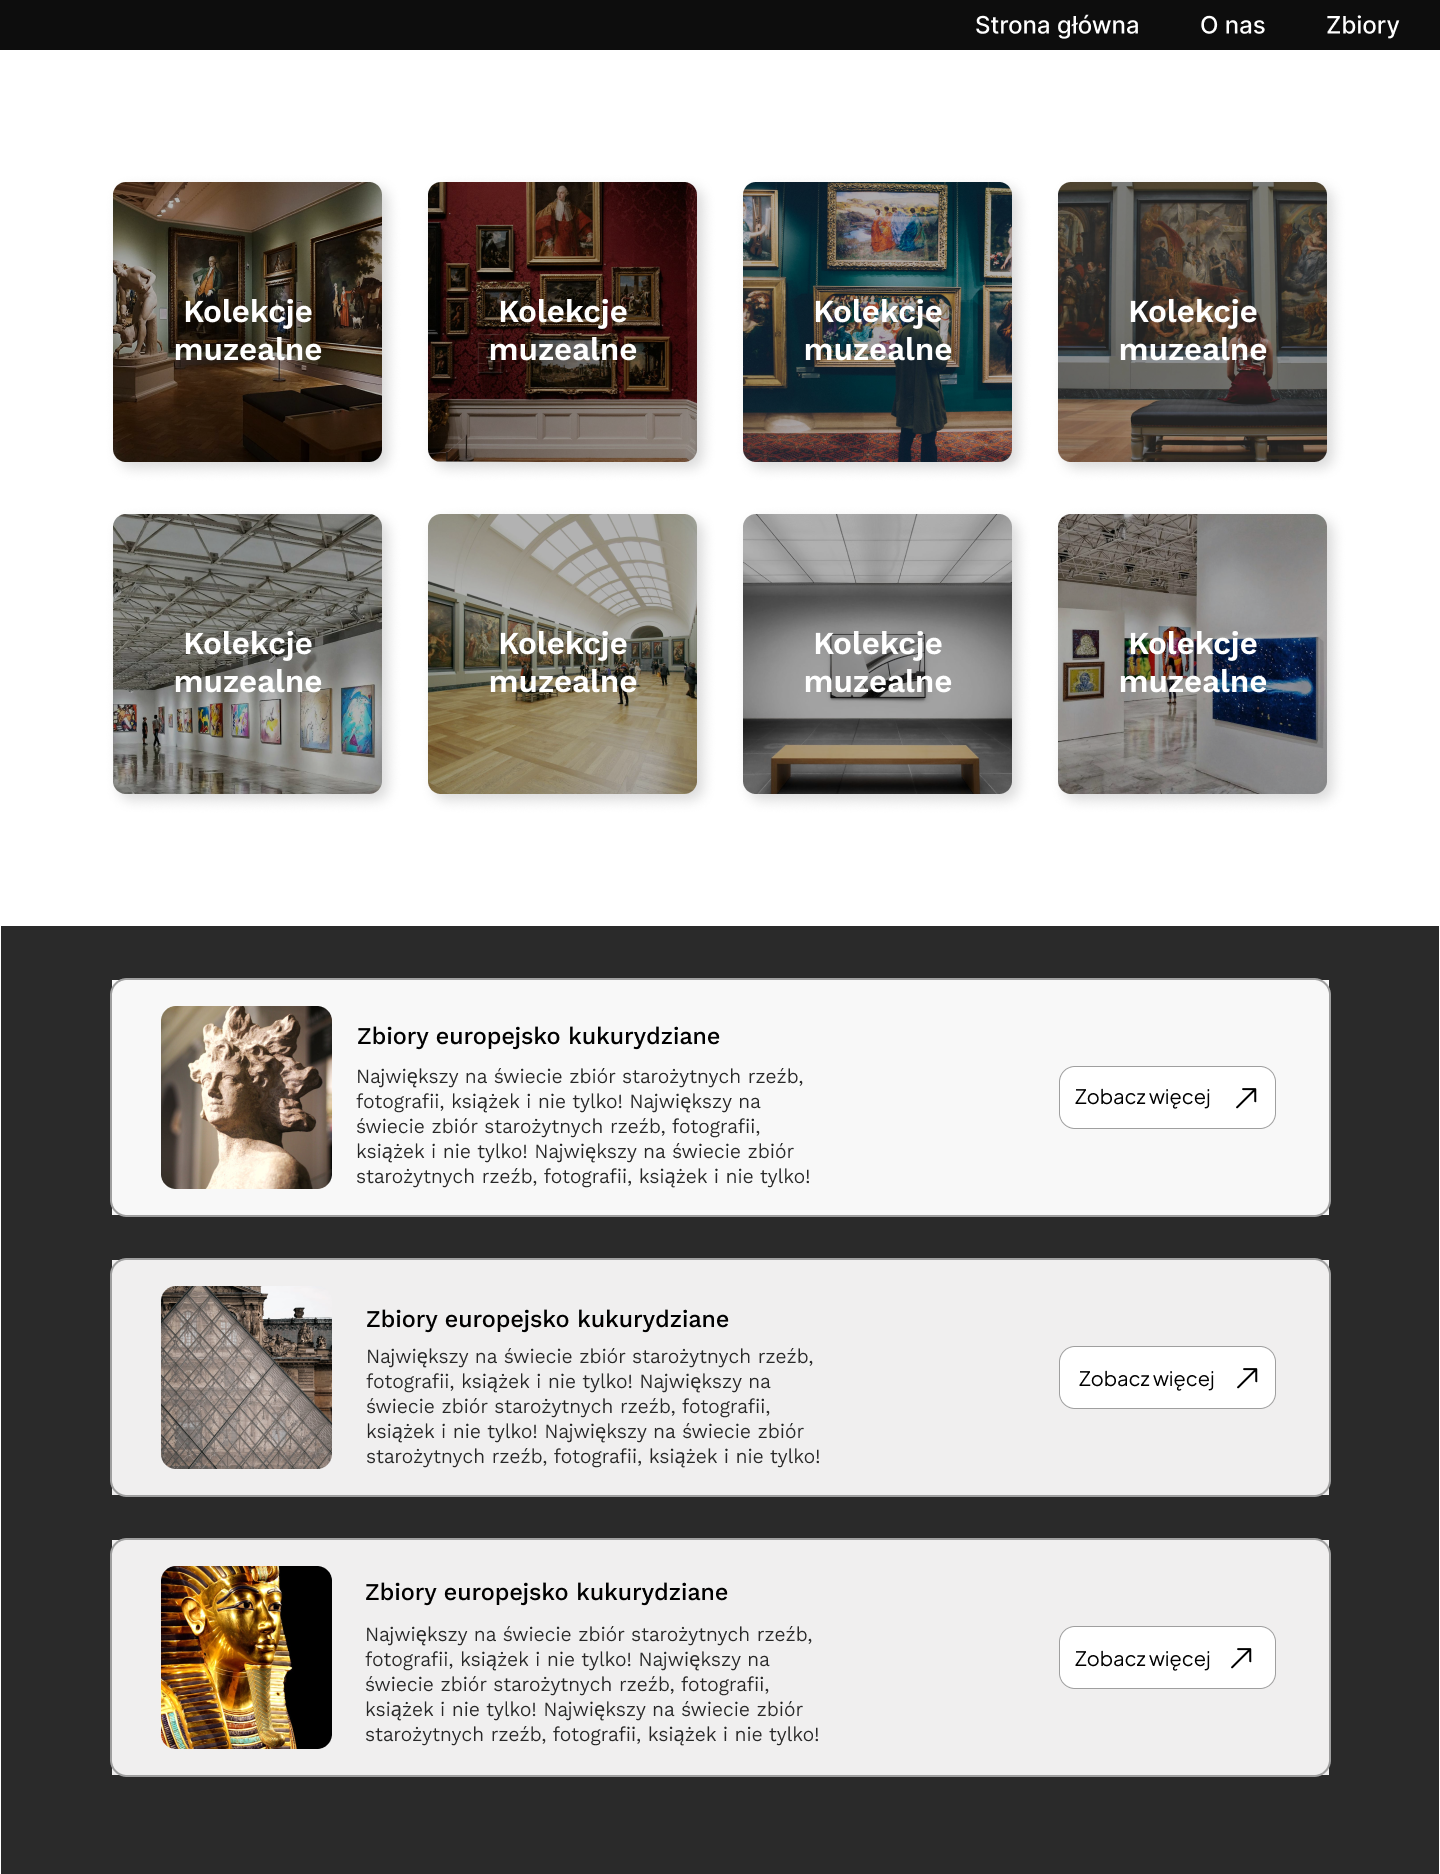 Strona główna O nas Zbiory
Kolekcje
muzealne
Kolekcje
muzealne
Kolekcje
muzealne
Kolekcje
muzealne
Kolekcje
muzealne
Kolekcje
muzealne
Kolekcje
muzealne
Kolekcje
muzealne
Zbiory europejsko kukurydziane
Największy na świecie zbiór starożytnych rzeźb,
fotografii, książek i nie tylko! Największy na
świecie zbiór starożytnych rzeźb, fotografii,
książek i nie tylko! Największy na świecie zbiór
starożytnych rzeźb, fotografii, książek i nie tylko!
Zobacz więcej
Zbiory europejsko kukurydziane
Największy na świecie zbiór starożytnych rzeźb,
fotografii, książek i nie tylko! Największy na
świecie zbiór starożytnych rzeźb, fotografii,
książek i nie tylko! Największy na świecie zbiór
starożytnych rzeźb, fotografii, książek i nie tylko!
Zobacz więcej
Zbiory europejsko kukurydziane
Największy na świecie zbiór starożytnych rzeźb,
fotografii, książek i nie tylko! Największy na
świecie zbiór starożytnych rzeźb, fotografii,
książek i nie tylko! Największy na świecie zbiór
starożytnych rzeźb, fotografii, książek i nie tylko!
Zobacz więcej